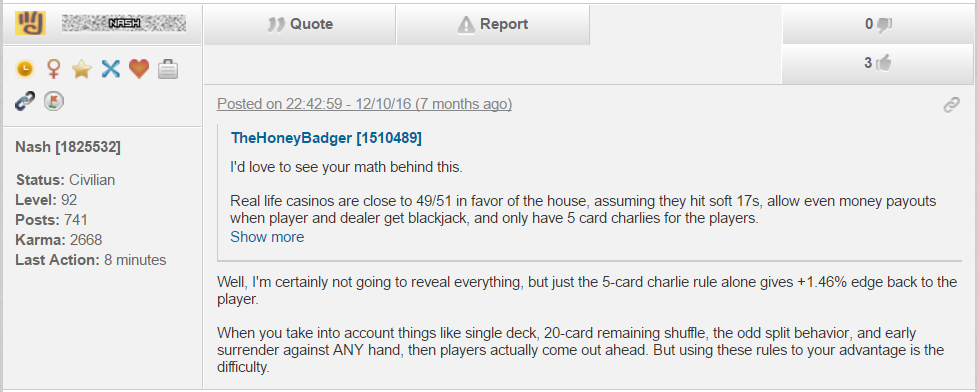 NASH
Quote
Report
0
3
Posted on 22:42:59 - 12/10/16 (7 months ago)
Nash [1825532]
Status: Civilian
Level: 92
Posts: 741
Karma: 2668
Last Action: 8 minutes
TheHoneyBadger [1510489]
I'd love to see your math behind this.
Real life casinos are close to 49/51 in favor of the house, assuming they hit soft 17s, allow even money payouts
when player and dealer get blackjack, and only have 5 card charlies for the players.
Show more
Well, I'm certainly not going to reveal everything, but just the 5-card charlie rule alone gives +1.46% edge back to the
player.
When you take into account things like single deck, 20-card remaining shuffle, the odd split behavior, and early
surrender against ANY hand, then players actually come out ahead. But using these rules to your advantage is the
difficulty.